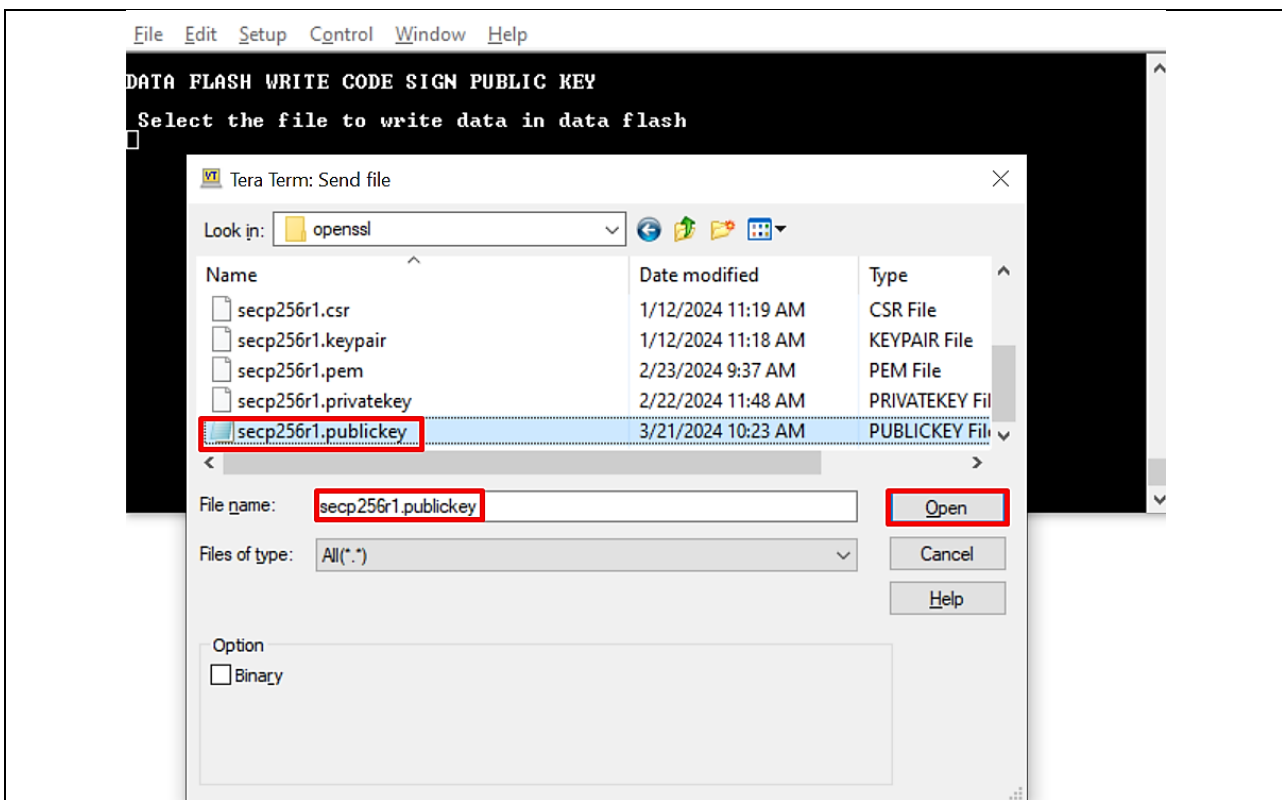 File Edit Setup Control Window Help
DATA FLASH WRITE CODE SIGN PUBLIC KEY
Select the file to write data in data flash
Tera Term: Send file
Look in: openssl
Name Date modified Type
secp256r1.csr 1/12/2024 11:19 AM CSR File
secp256r1.keypair 1/12/2024 11:18 AM KEYPAIR File
secp256r1.pem 2/23/2024 9:37 AM PEM File
secp256r1.privatekey 2/22/2024 11:48 AM PRIVATEKEY Fil
secp256r1.publickey 3/21/2024 10:23 AM PUBLICKEY File
File name: secp256r1.publickey Open
Files of type: All(*.*) Cancel
Help
Option
Binary